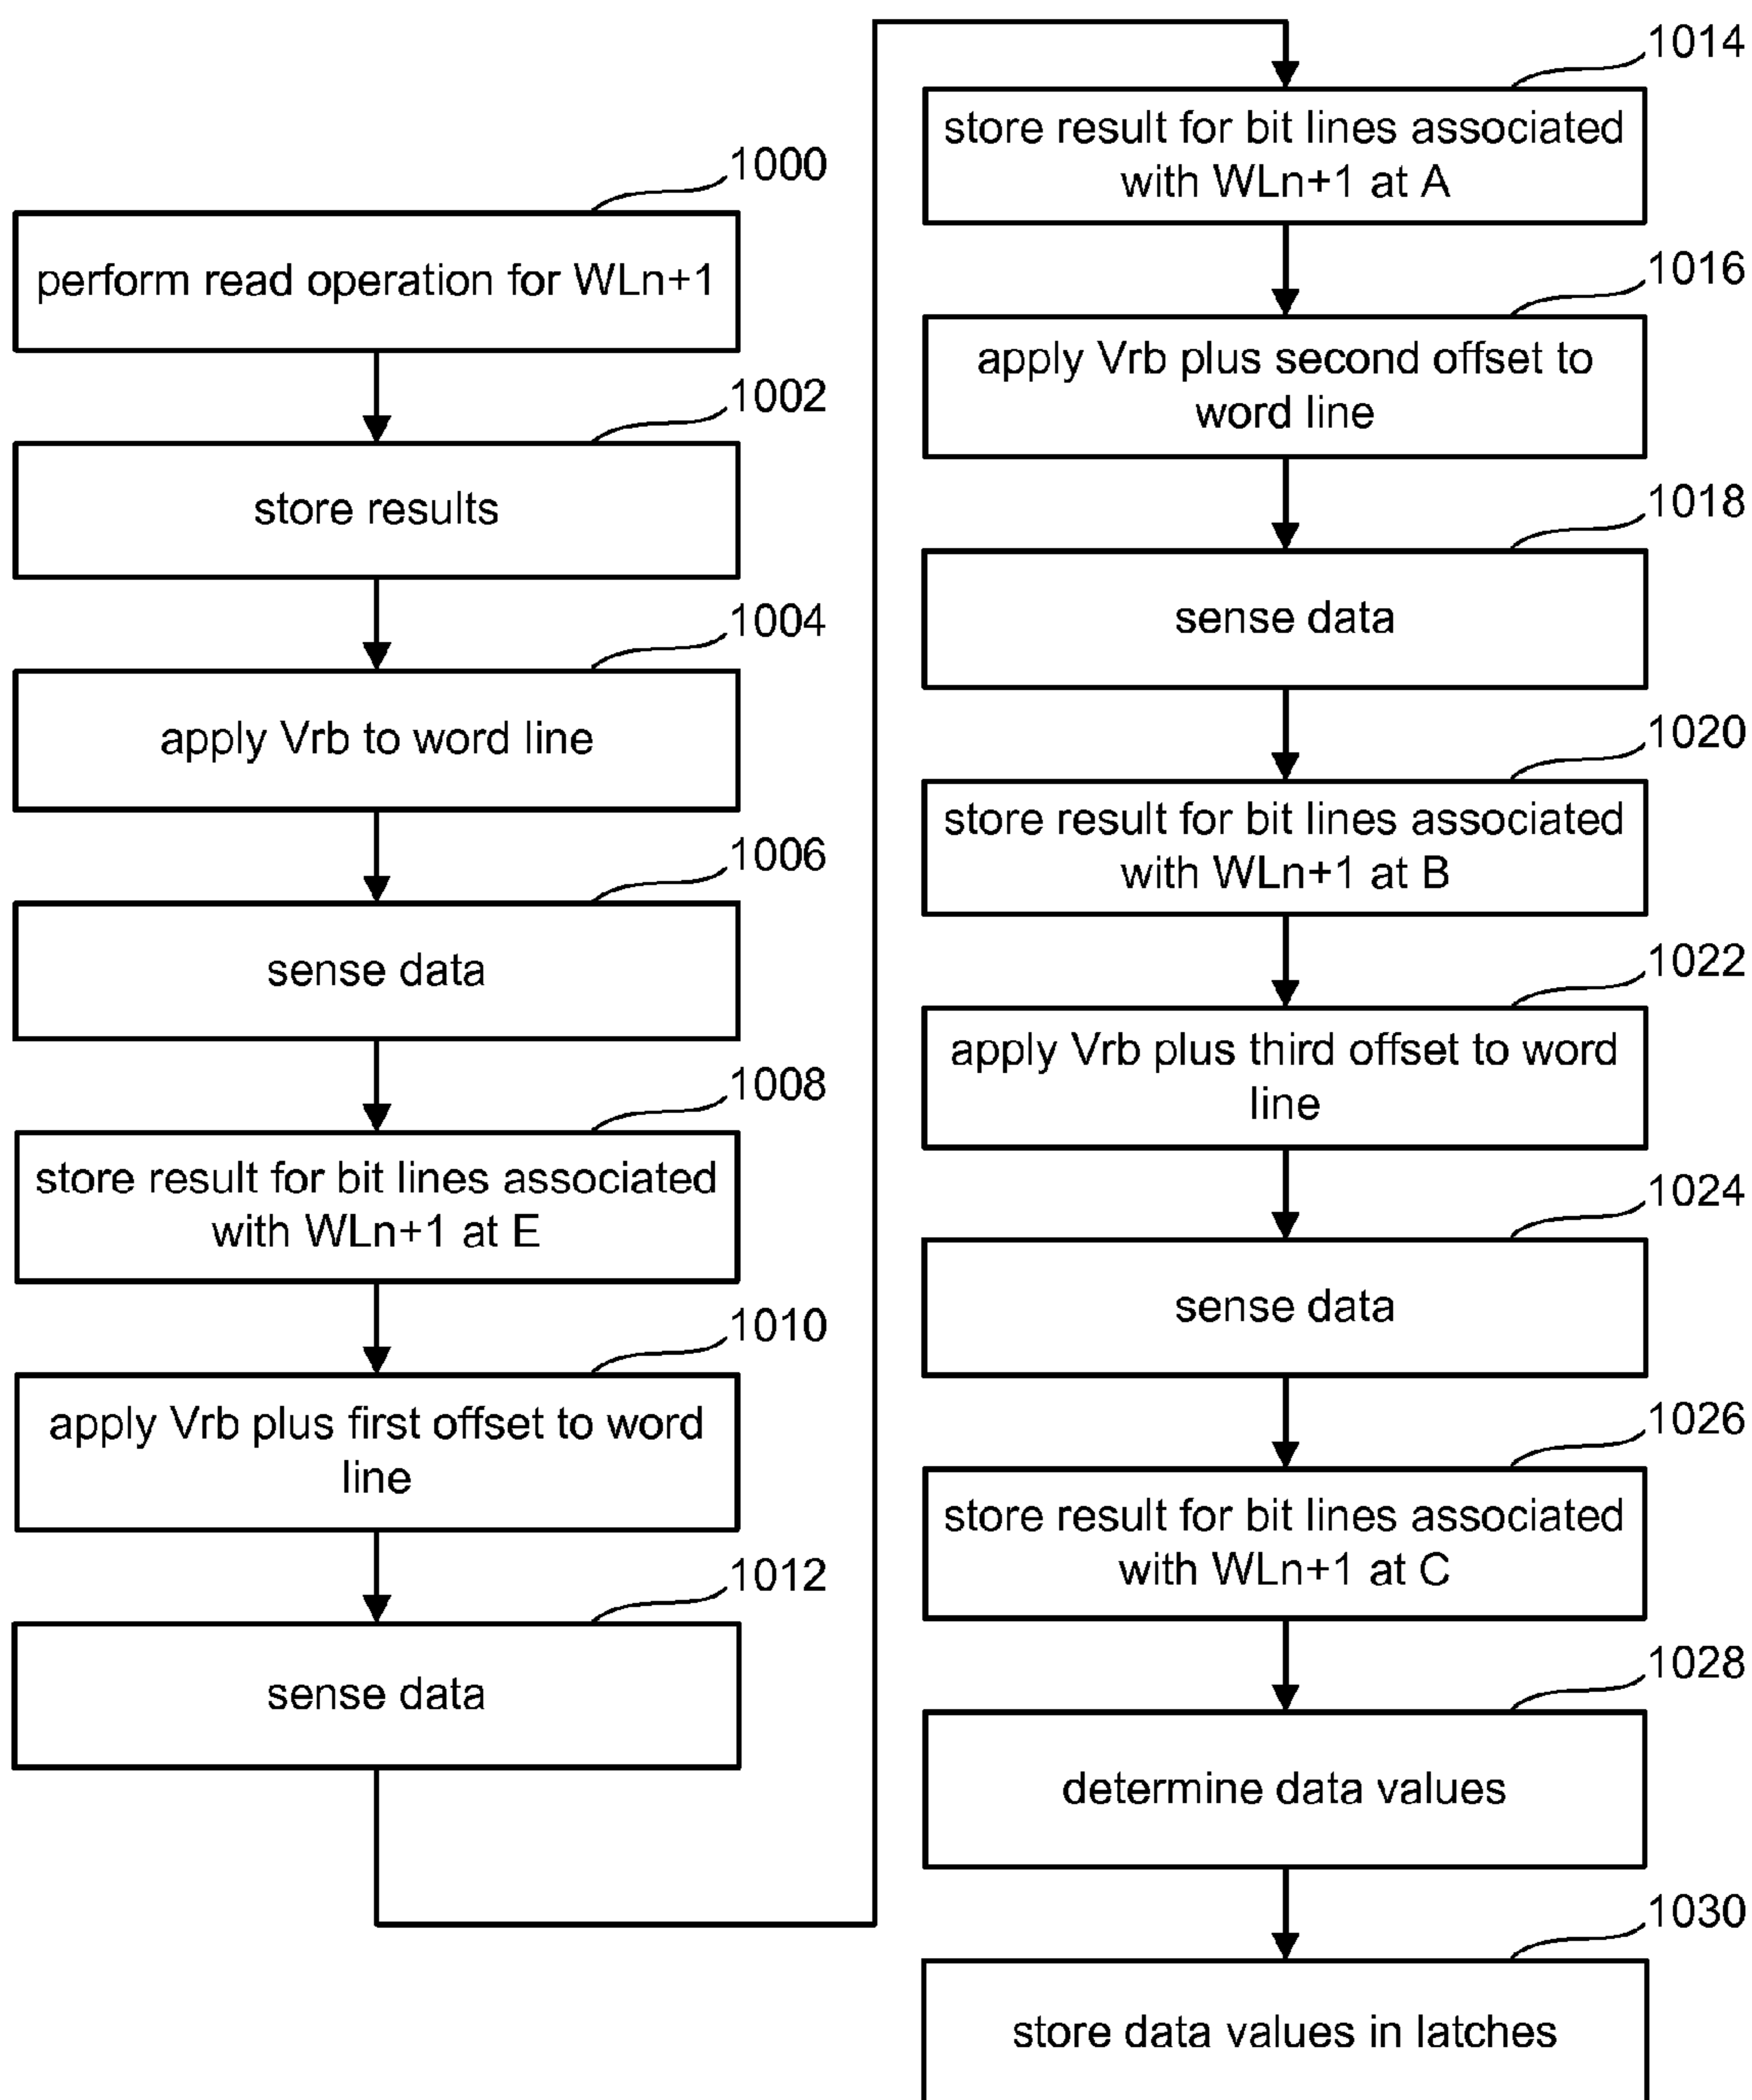 1000
perform read operation for WLn+1
1002
store results
1004
apply Vrb to word line
1006
sense data
1008
store result for bit lines associated
with WLn+1 at E
1010
apply Vrb plus first offset to word
line
1012
sense data
1014
store result for bit lines associated
with WLn+1 at A
1016
apply Vrb plus second offset to
word line
1018
sense data
1020
store result for bit lines associated
with WLn+1 at B
1022
apply Vrb plus third offset to word
line
1024
sense data
1026
store result for bit lines associated
with WLn+1 at C
1028
determine data values
1030
store data values in latches